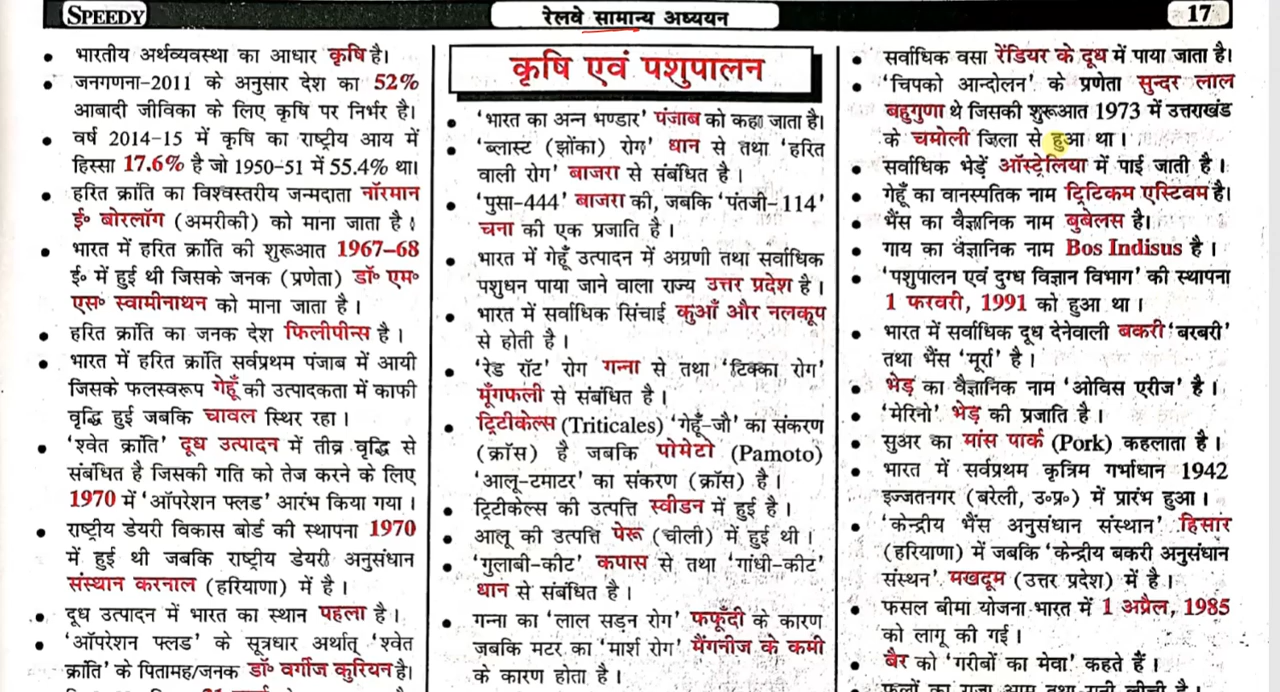 SPEEDY
रेलवे सामान्य अध्ययन
17
• भारतीय अर्थव्यवस्था का आधार कृषि है।
• जनगणना-2011 के अनुसार देश का 52%
आबादी जीविका के लिए कृषि पर निर्भर है।
• वर्ष 2014-15 में कृषि का राष्ट्रीय आय में
हिस्सा 17.6% है जो 1950-51 में 55.4% था।
• हरित क्रांति का विश्वस्तरीय जन्मदाता नॉरमान
ई० बोरलॉग (अमरीकी) को माना जाता है।
• भारत में हरित क्रांति की शुरूआत 1967–68
ई० में हुई थी जिसके जनक (प्रणेता) डॉ० एम०
एस० स्वामीनाथन को माना जाता है।
• हरित क्रांति का जनक देश फिलीपीन्स है।
• भारत में हरित क्रांति सर्वप्रथम पंजाब में आयी
जिसके फलस्वरूप गेहूँ की उत्पादकता में काफी
वृद्धि हुई जबकि चावल स्थिर रहा।
• 'श्वेत क्रांति' दूध उत्पादन में तीव्र वृद्धि से
संबंधित है जिसकी गति को तेज करने के लिए
1970 में 'ऑपरेशन फ्लड' आरंभ किया गया।
• राष्ट्रीय डेयरी विकास बोर्ड की स्थापना 1970
में हुई थी जबकि राष्ट्रीय डेयरी अनुसंधान
संस्थान करनाल (हरियाणा) में है।
• दूध उत्पादन में भारत का स्थान पहला है।
• 'ऑपरेशन फ्लड' के सूत्रधार अर्थात् 'श्वेत
क्रांति' के पितामह/जनक डॉ० वर्गीज कुरियन है।
कृषि एवं पशुपालन
• 'भारत का अन्न भण्डार' पंजाब को कहा जाता है।
• 'ब्लास्ट (झोंका) रोग' धान से तथा 'हरित
वाली रोग' बाजरा से संबंधित है।
• 'पुसा-444' बाजरा की, जबकि 'पंतजी-114'
चना की एक प्रजाति है।
• भारत में गेहूँ उत्पादन में अग्रणी तथा सर्वाधिक
पशुधन पाया जाने वाला राज्य उत्तर प्रदेश है।
• भारत में सर्वाधिक सिंचाई कुआँ और नलकूप
से होती है।
• 'रेड रॉट' रोग गन्ना से तथा 'टिक्का रोग'
मूँगफली से संबंधित है।
• ट्रिटीकेल्स (Triticales) 'गेहूँ-जौ' का संकरण
(क्रॉस) है जबकि पोमेटो (Pamoto)
'आलू-टमाटर' का संकरण (क्रॉस) है।
• ट्रिटीकेल्स की उत्पति स्वीडन में हुई है।
• आलू की उत्पत्ति पेरू (चीली) में हुई थी।
• 'गुलाबी-कीट' कपास से तथा 'गांधी-कीट'
धान से संबंधित है।
• गन्ना का 'लाल सड़न रोग' फफूँदी के कारण
जबकि मटर का 'मार्श रोग' मैंगनीज के कमी
के कारण होता है।
• सर्वाधिक वसा रेंडियर के दूध में पाया जाता है।
• 'चिपको आन्दोलन' के प्रणेता सुन्दर लाल
बहुगुणा थे जिसकी शुरूआत 1973 में उत्तराखंड
के चमोली जिला से हुआ था।
• सर्वाधिक भेड़ें ऑस्ट्रेलिया में पाई जाती है।
• गेहूँ का वानस्पतिक नाम ट्रिटिकम एस्टिवम है।
• भैंस का वैज्ञानिक नाम बुबेलस है।
• गाय का वैज्ञानिक नाम Bos Indisus है।
• 'पशुपालन एवं दुग्ध विज्ञान विभाग' की स्थापना
1 फरवरी, 1991 को हुआ था।
• भारत में सर्वाधिक दूध देनेवाली बकरी 'बरबरी'
तथा भैंस 'मूर्रा' है।
• भेड़ का वैज्ञानिक नाम 'ओविस एरीज' है।
• 'मेरिनो' भेड़ की प्रजाति है।
• सुअर का मांस पार्क (Pork) कहलाता है।
• भारत में सर्वप्रथम कृत्रिम गर्भाधान 1942
इज्जतनगर (बरेली, उ०प्र०) में प्रारंभ हुआ।
• 'केन्द्रीय भैंस अनुसंधान संस्थान' हिसार
(हरियाणा) में जबकि 'केन्द्रीय बकरी अनुसंधान
संस्थन' मखदूम (उत्तर प्रदेश) में है।
• फसल बीमा योजना भारत में 1 अप्रैल, 1985
को लागू की गई।
• बैर को 'गरीबों का मेवा' कहते हैं।